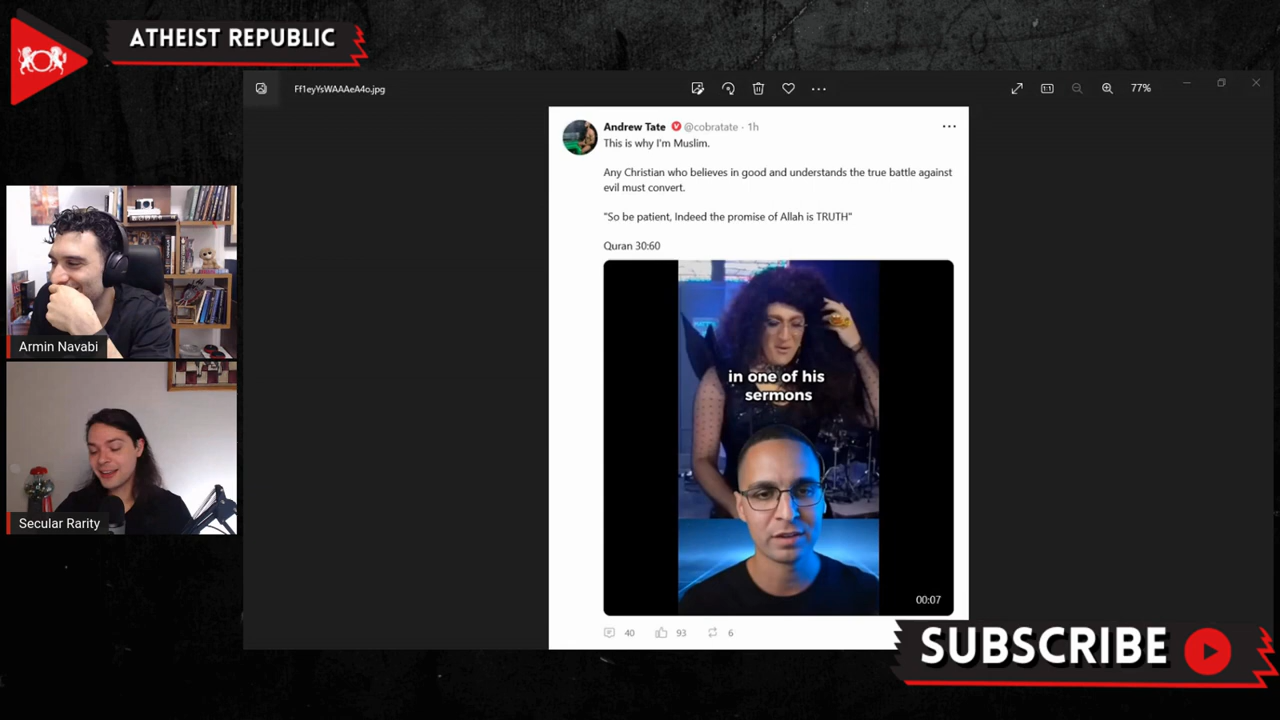 ATHEIST REPUBLIC
Ff1eyYsWAAAeA4o.jpg
77%
Andrew Tate @cobratate · 1h
This is why I'm Muslim.
Any Christian who believes in good and understands the true battle against
evil must convert.
"So be patient, Indeed the promise of Allah is TRUTH"
Quran 30:60
in one of his
sermons
00:07
40 93 6
Armin Navabi
Secular Rarity
SUBSCRIBE